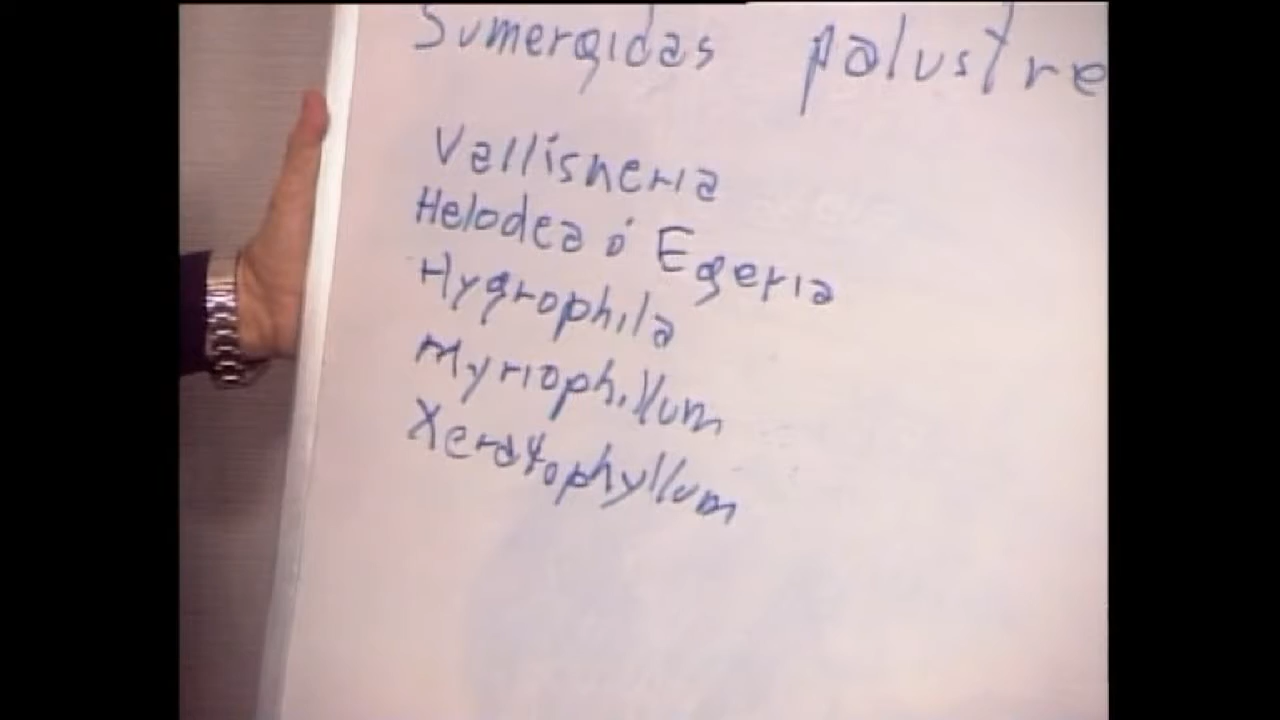 Sumergidas palustre
Vallisneria
Helodea ó Egeria
Hygrophila
Myriophillum
Xeratophyllum